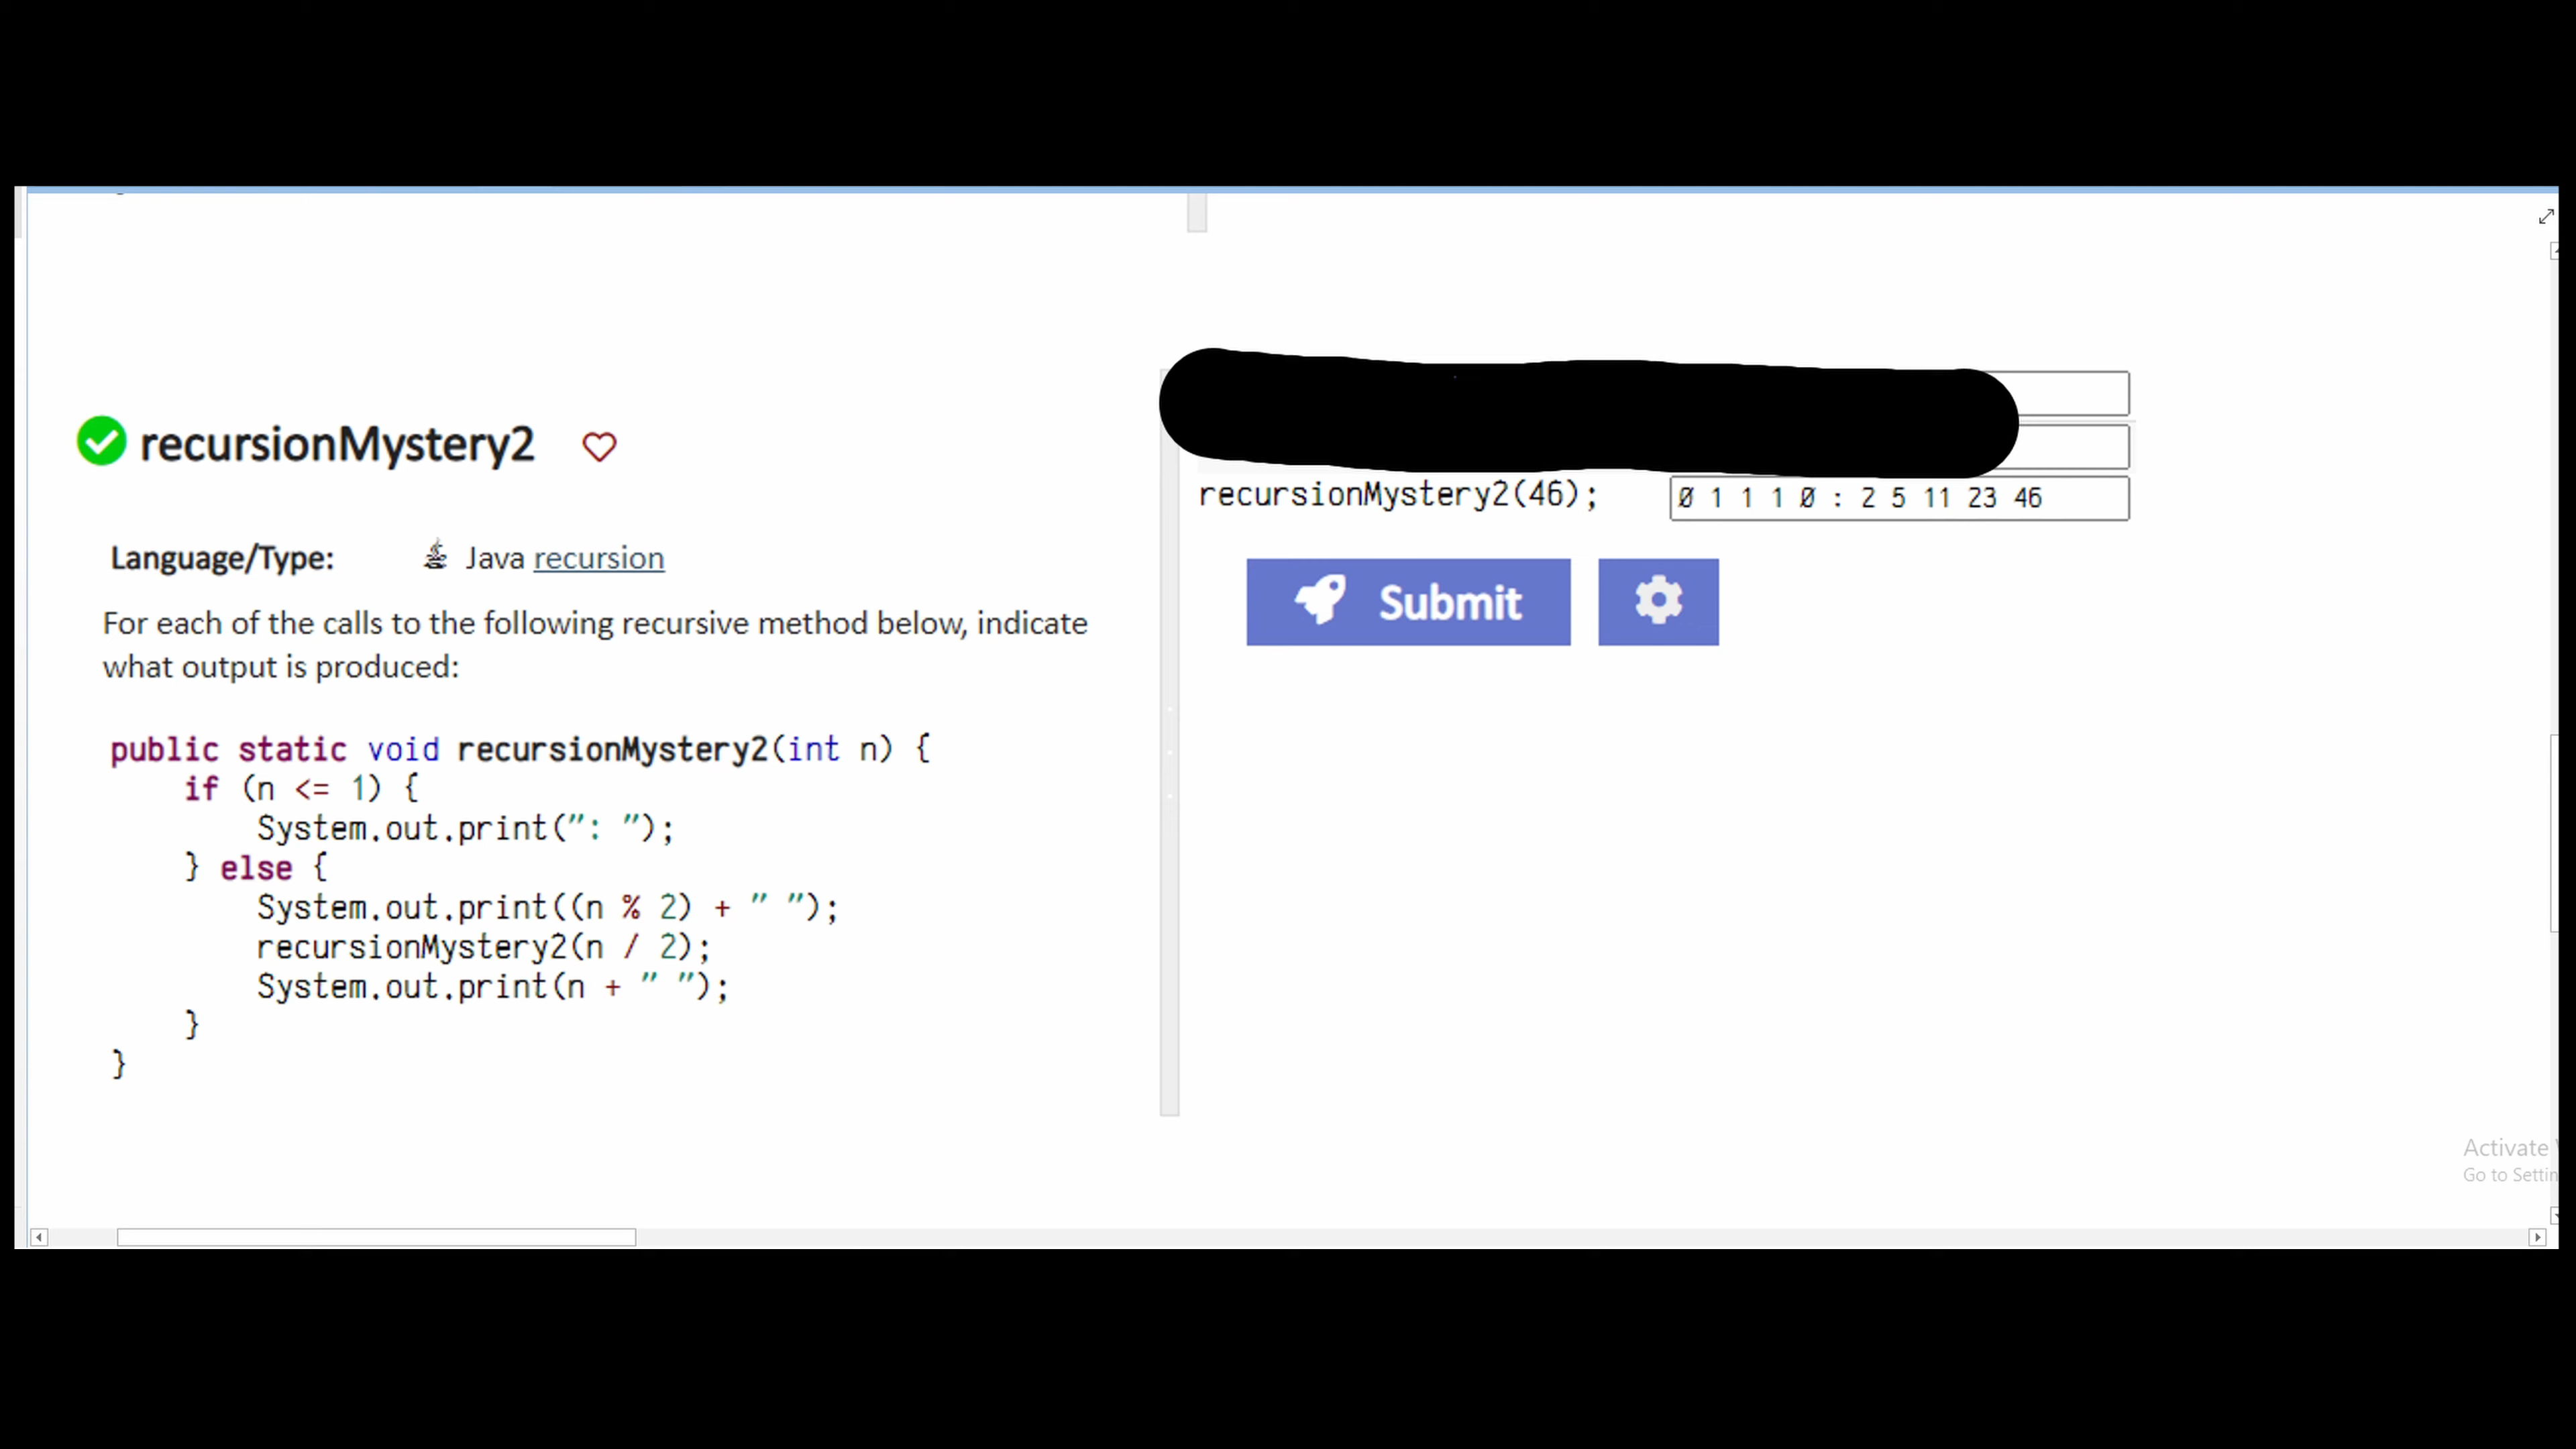 recursionMystery2
Language/Type: Java recursion
For each of the calls to the following recursive method below, indicate
what output is produced:
public static void recursionMystery2(int n) {
    if (n <= 1) {
        System.out.print(": ");
    } else {
        System.out.print((n % 2) + " ");
        recursionMystery2(n / 2);
        System.out.print(n + " ");
    }
}
recursionMystery2(46); 0 1 1 1 0 : 2 5 11 23 46
Submit
Activate
Go to Settin